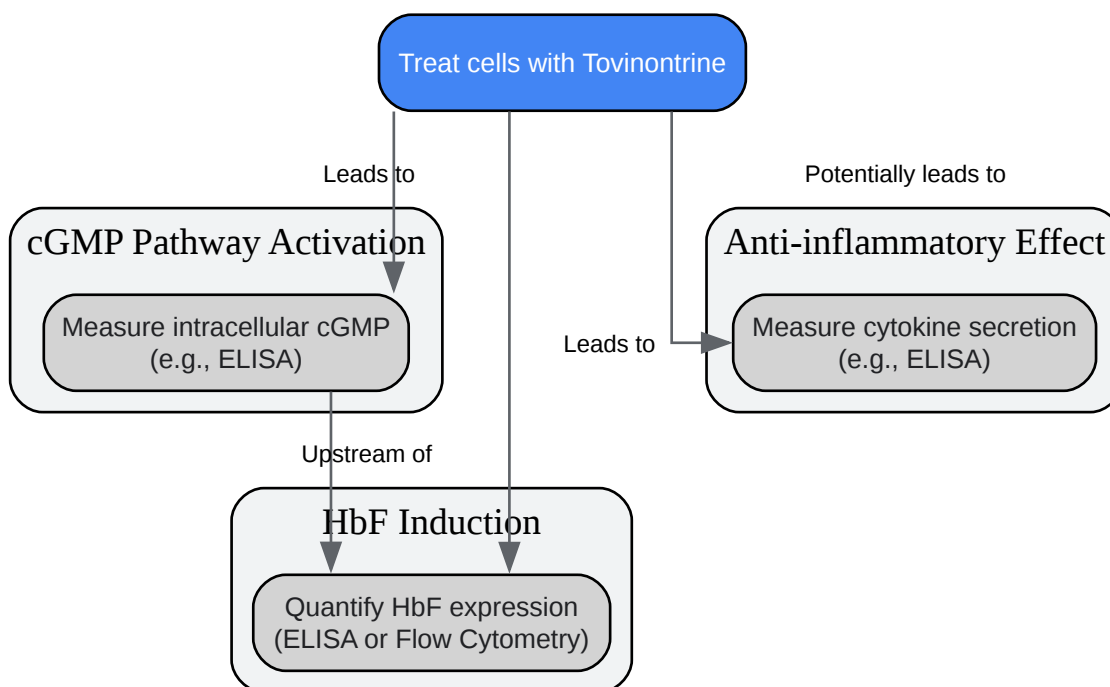 Treat cells with Tovinontrine
Leads to
Potentially leads to
cGMP Pathway Activation
Anti-inflammatory Effect
Measure intracellular cGMP
(e.g., ELISA)
Leads to
Measure cytokine secretion
(e.g., ELISA)
Upstream of
HbF Induction
Quantify HbF expression
(ELISA or Flow Cytometry)